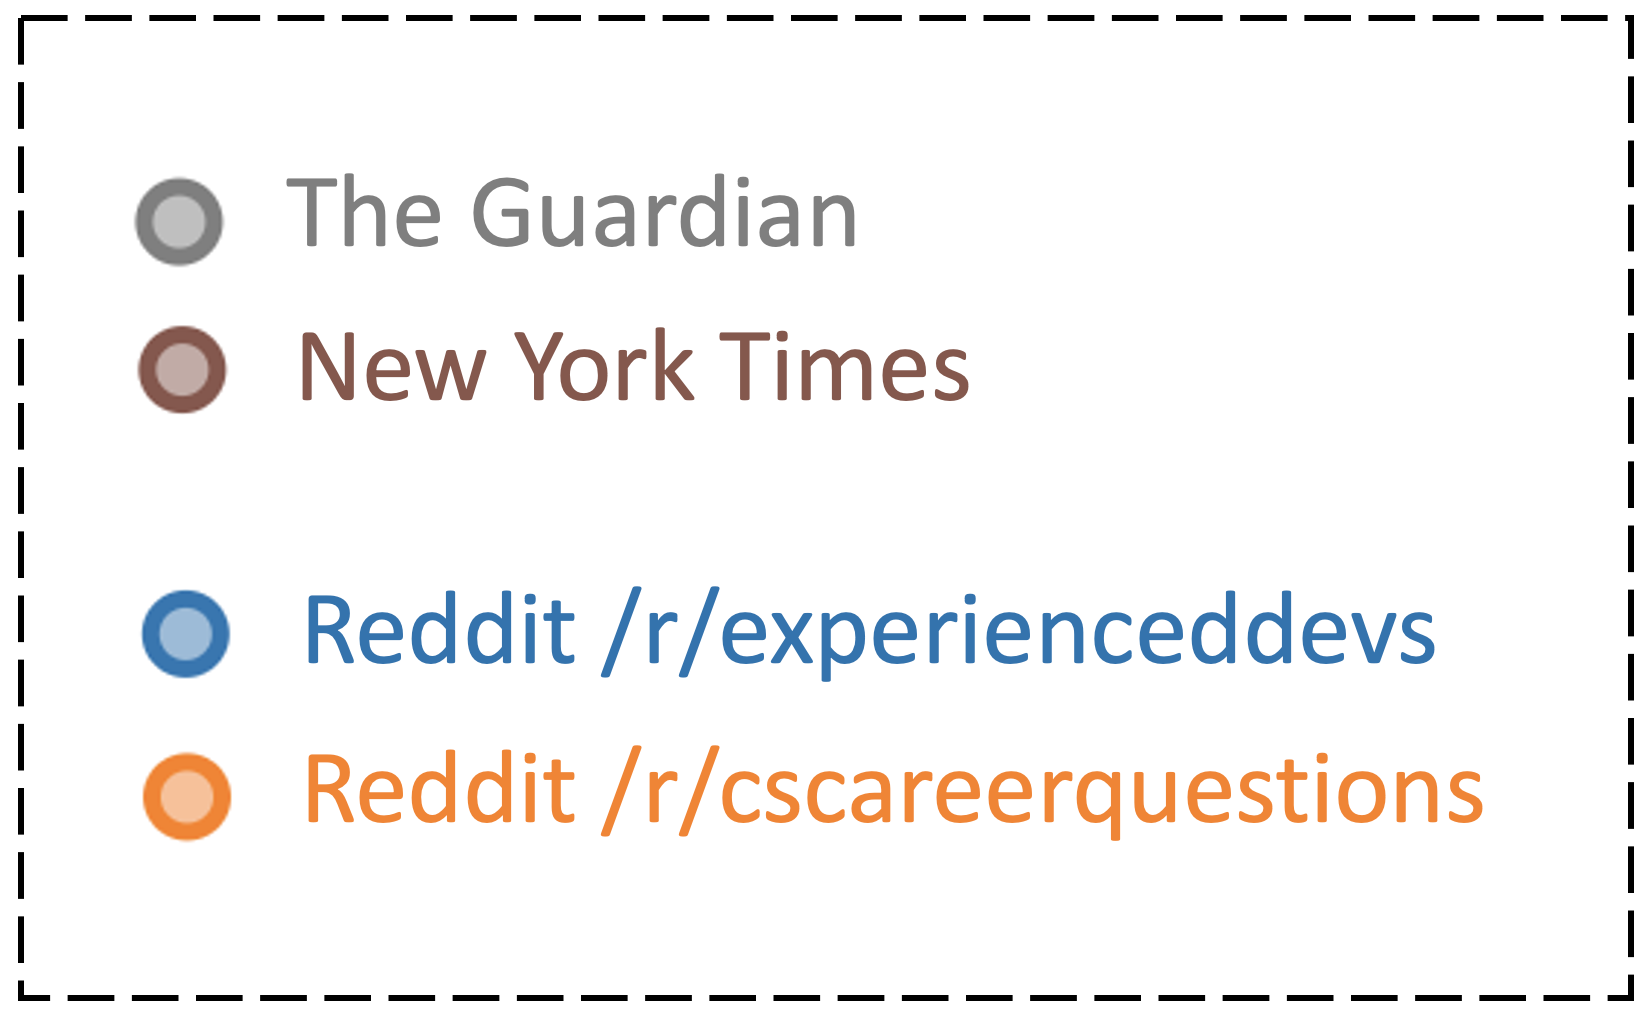 The Guardian
New York Times
Reddit /r/experienceddevs
Reddit /r/cscareerquestions